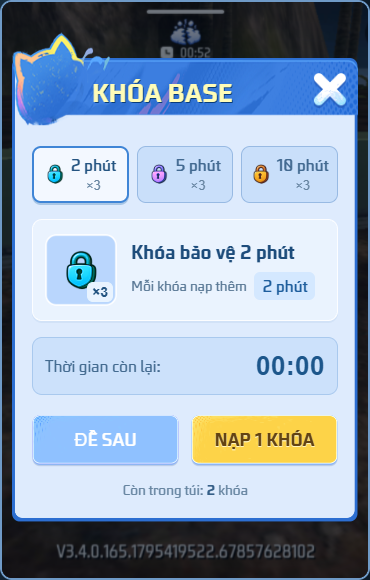 00:52
KHÓA BASE
2 phút
×3
5 phút
×3
10 phút
×3
×3
Khóa bảo vệ 2 phút
Mỗi khóa nạp thêm 2 phút
Thời gian còn lại: 00:00
ĐỂ SAU
NẠP 1 KHÓA
Còn trong túi: 2 khóa
V3.4.0.165.1795419522.67857628102